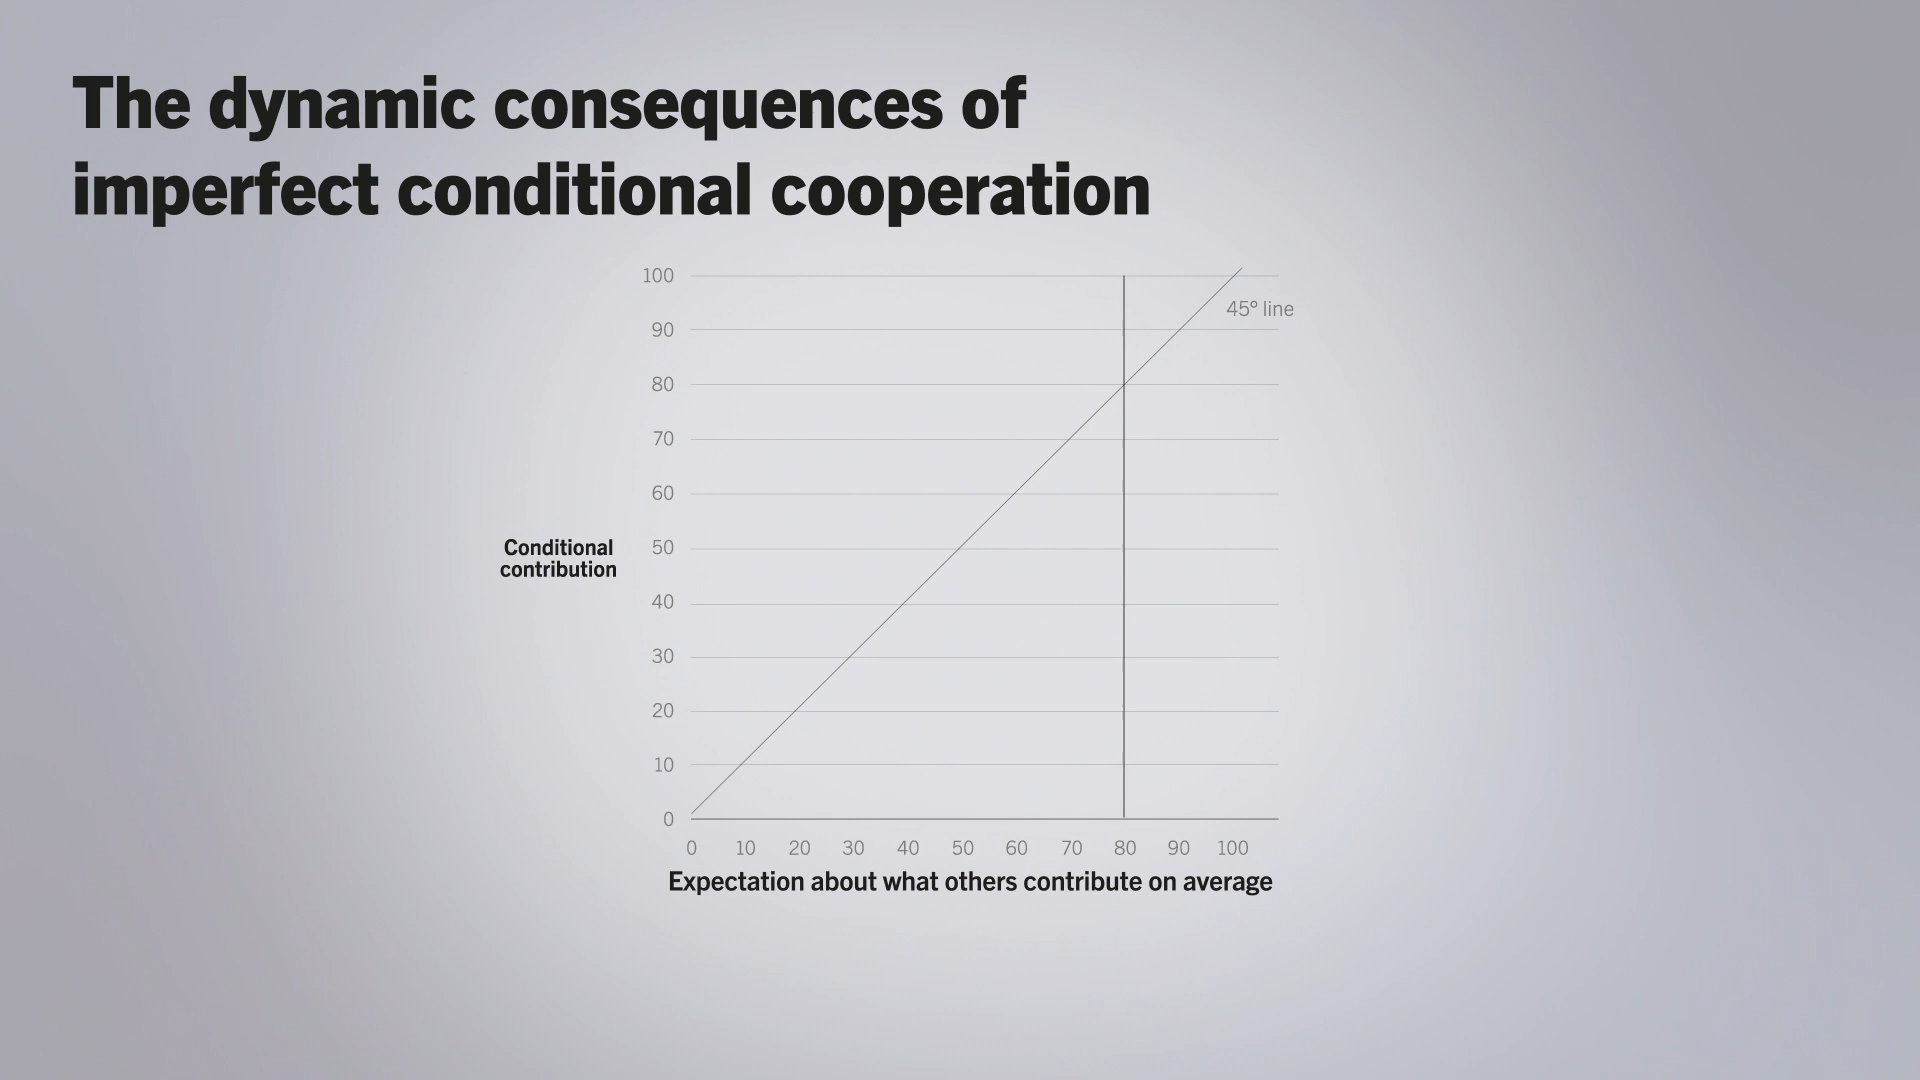 The dynamic consequences of
imperfect conditional cooperation
100
45° line
90
80
70
60
50
Conditional
contribution
40
30
20
10
0
0 10 20 30 40 50 60 70 80 90 100
Expectation about what others contribute on average